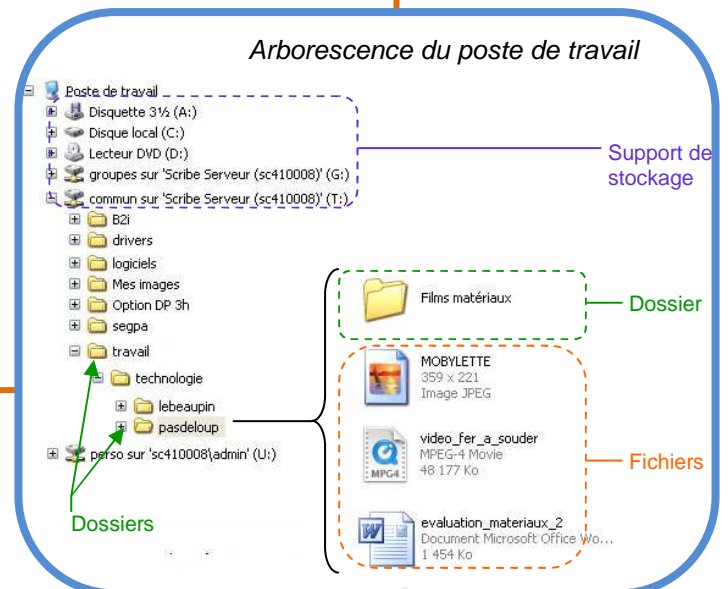 Arborescence du poste de travail
Poste de travail
Disquette 3½ (A:)
Disque local (C:)
Lecteur DVD (D:)
groupes sur 'Scribe Serveur (sc410008)' (G:)
commun sur 'Scribe Serveur (sc410008)' (T:)
B2i
drivers
logiciels
Mes images
Option DP 3h
segpa
travail
technologie
lebeaupin
pasdeloup
perso sur 'sc410008\admin' (U:)
Dossiers
Support de
stockage
Films matériaux
Dossier
MOBYLETTE
359 x 221
Image JPEG
MPEG4
video_fer_a_souder
MPEG-4 Movie
48 177 Ko
Fichiers
evaluation_materiaux_2
Document Microsoft Office Wo...
1 454 Ko